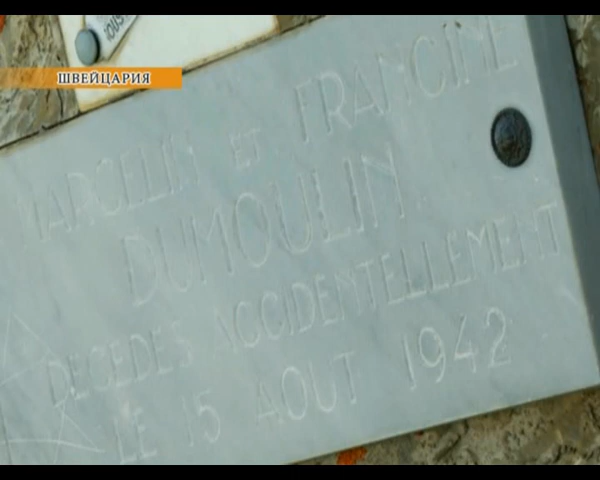 ШВЕЙЦАРИЯ
MARCELIN ET FRANCINE
DUMOULIN
DECEDES ACCIDENTELLEMENT
LE 15 AOUT 1942